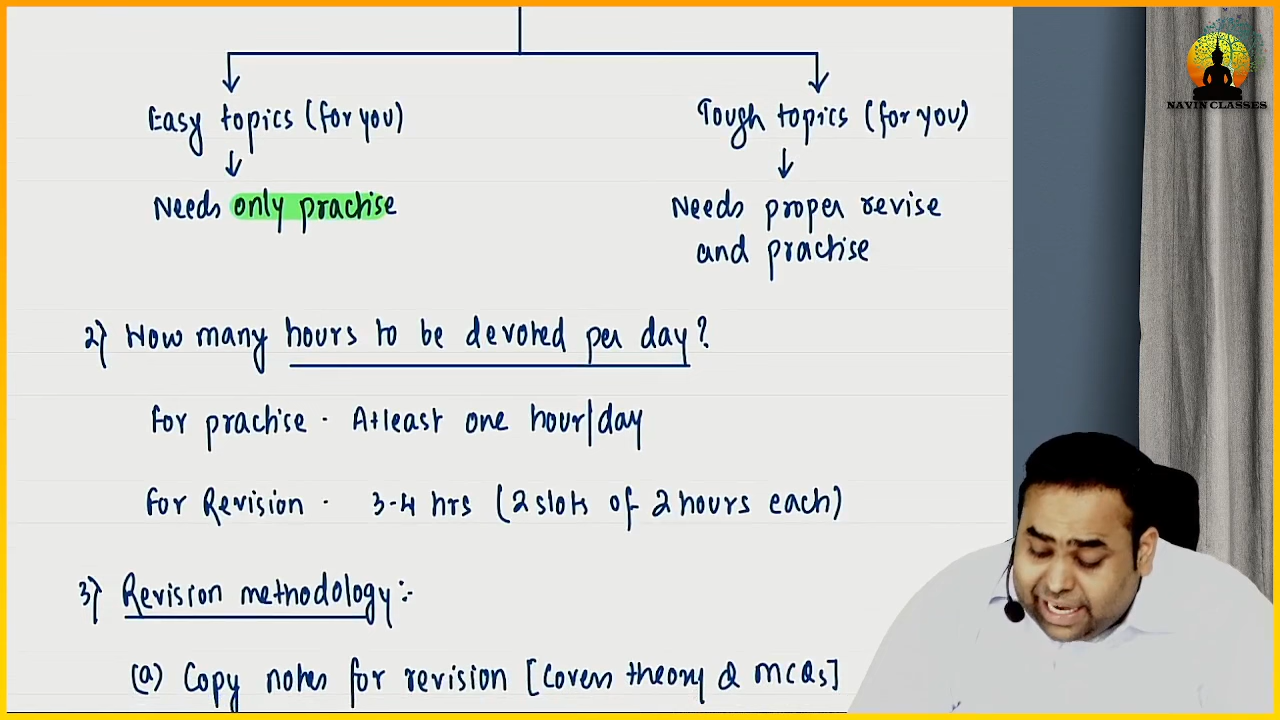 NAVIN CLASSES
Easy topics (for you)
Tough topics (for you)
Needs only practise
Needs proper revise
and practise
2) How many hours to be devoted per day?
For practise - Atleast one hour/day
For Revision - 3-4 hrs (2 slots of 2 hours each)
3) Revision methodology:-
(a) Copy notes for revision [Covers theory & MCQs]